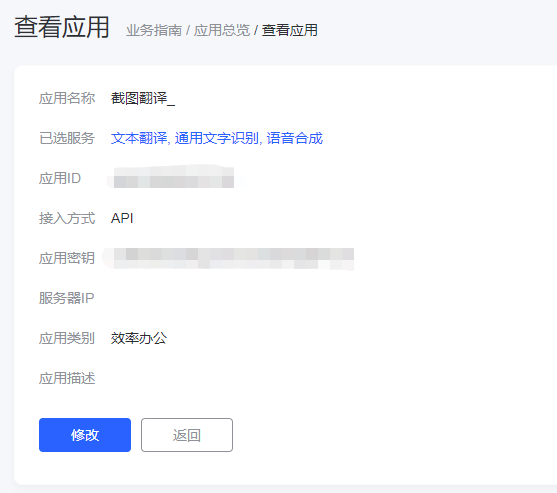 查看应用 业务指南 / 应用总览 / 查看应用
应用名称 截图翻译_
已选服务 文本翻译, 通用文字识别, 语音合成
应用ID
接入方式 API
应用密钥
服务器IP
应用类别 效率办公
应用描述
修改 返回